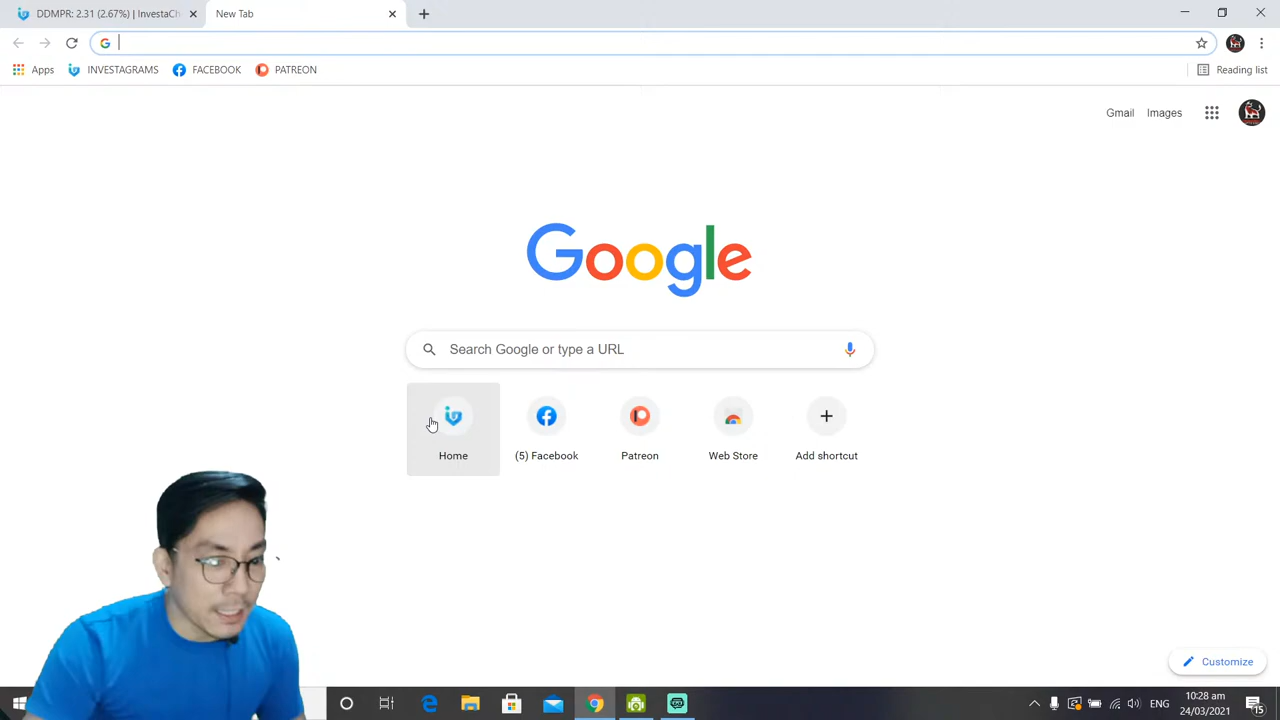 DDMPR: 2.31 (2.67%) | InvestaCh
New Tab
Apps
INVESTAGRAMS
FACEBOOK
PATREON
Reading list
Gmail
Images
Google
Search Google or type a URL
Home
(5) Facebook
Patreon
Web Store
Add shortcut
Customize
ENG
10:28 am
24/03/2021
15